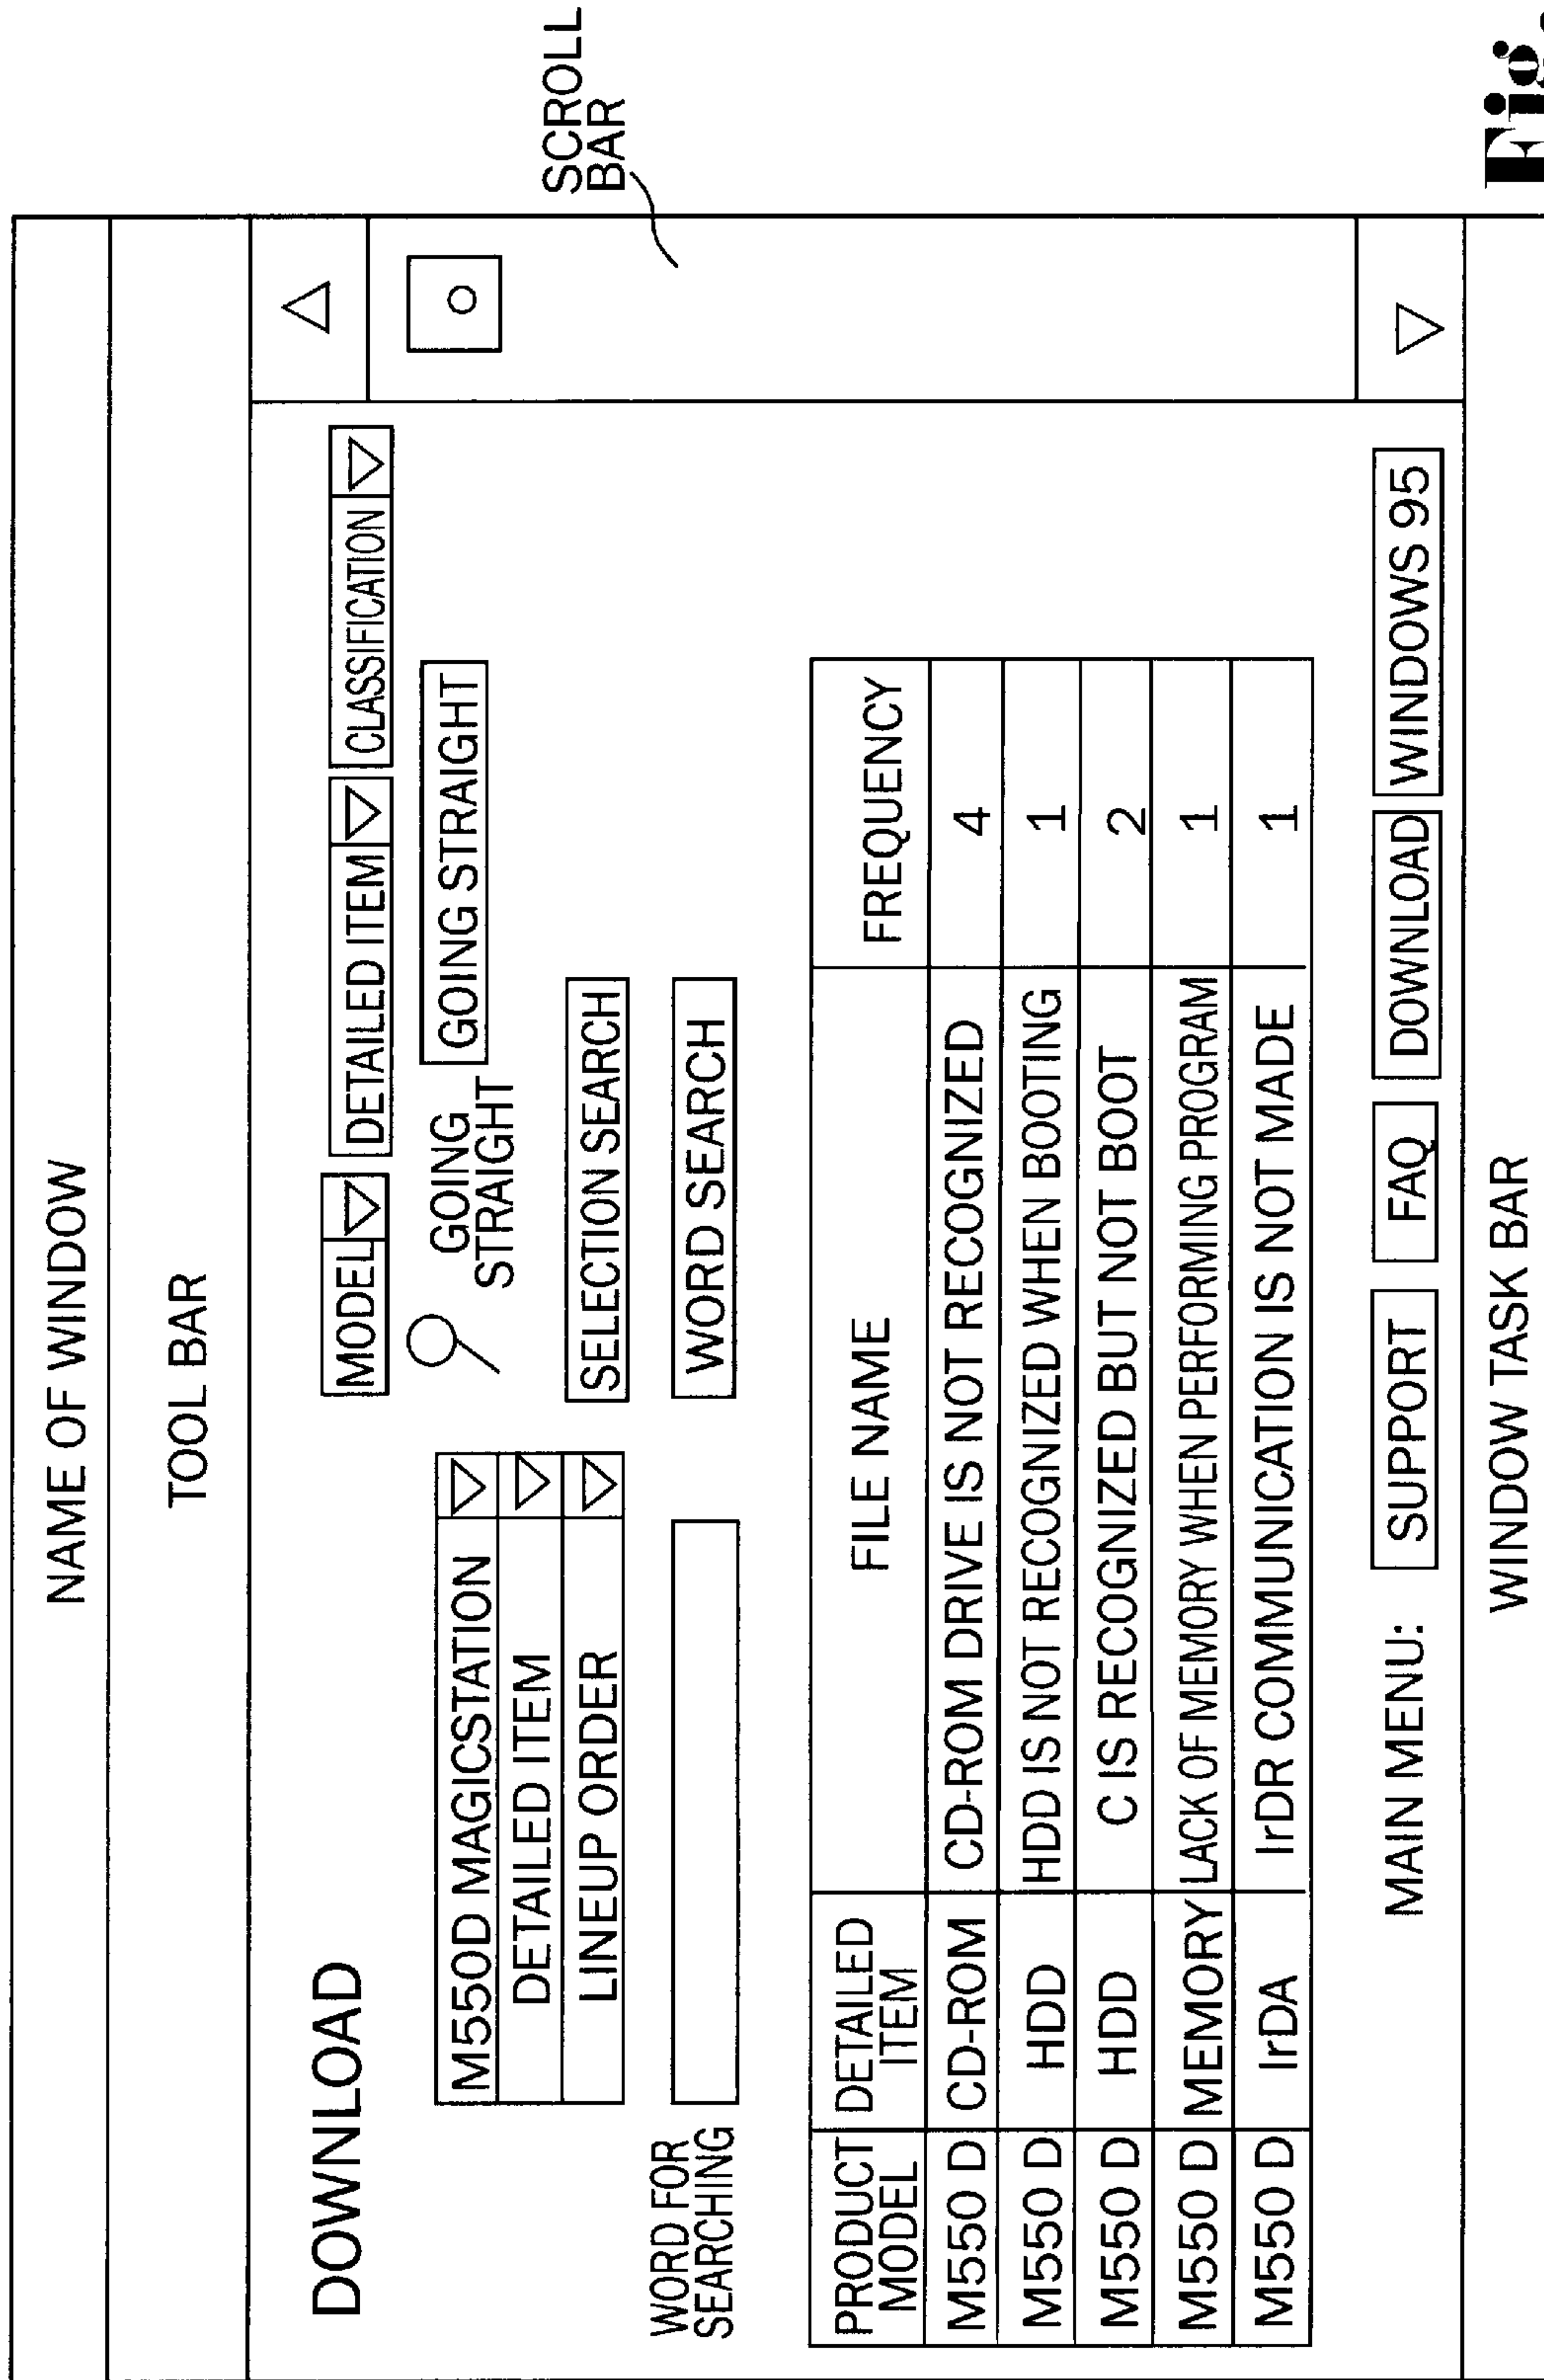 NAME OF WINDOW
TOOL BAR
DOWNLOAD
MODEL DETAILED ITEM CLASSIFICATION
M550D MAGICSTATION
DETAILED ITEM
LINEUP ORDER
GOING
STRAIGHT
GOING STRAIGHT
SELECTION SEARCH
WORD FOR
SEARCHING
WORD SEARCH
SCROLL
BAR
PRODUCT MODEL DETAILED ITEM FILE NAME FREQUENCY
M550 D CD-ROM CD-ROM DRIVE IS NOT RECOGNIZED 4
M550 D HDD HDD IS NOT RECOGNIZED WHEN BOOTING 1
M550 D HDD C IS RECOGNIZED BUT NOT BOOT 2
M550 D MEMORY LACK OF MEMORY WHEN PERFORMING PROGRAM 1
M550 D IrDA IrDR COMMUNICATION IS NOT MADE 1
MAIN MENU: SUPPORT FAQ DOWNLOAD WINDOWS 95
WINDOW TASK BAR
Fig.